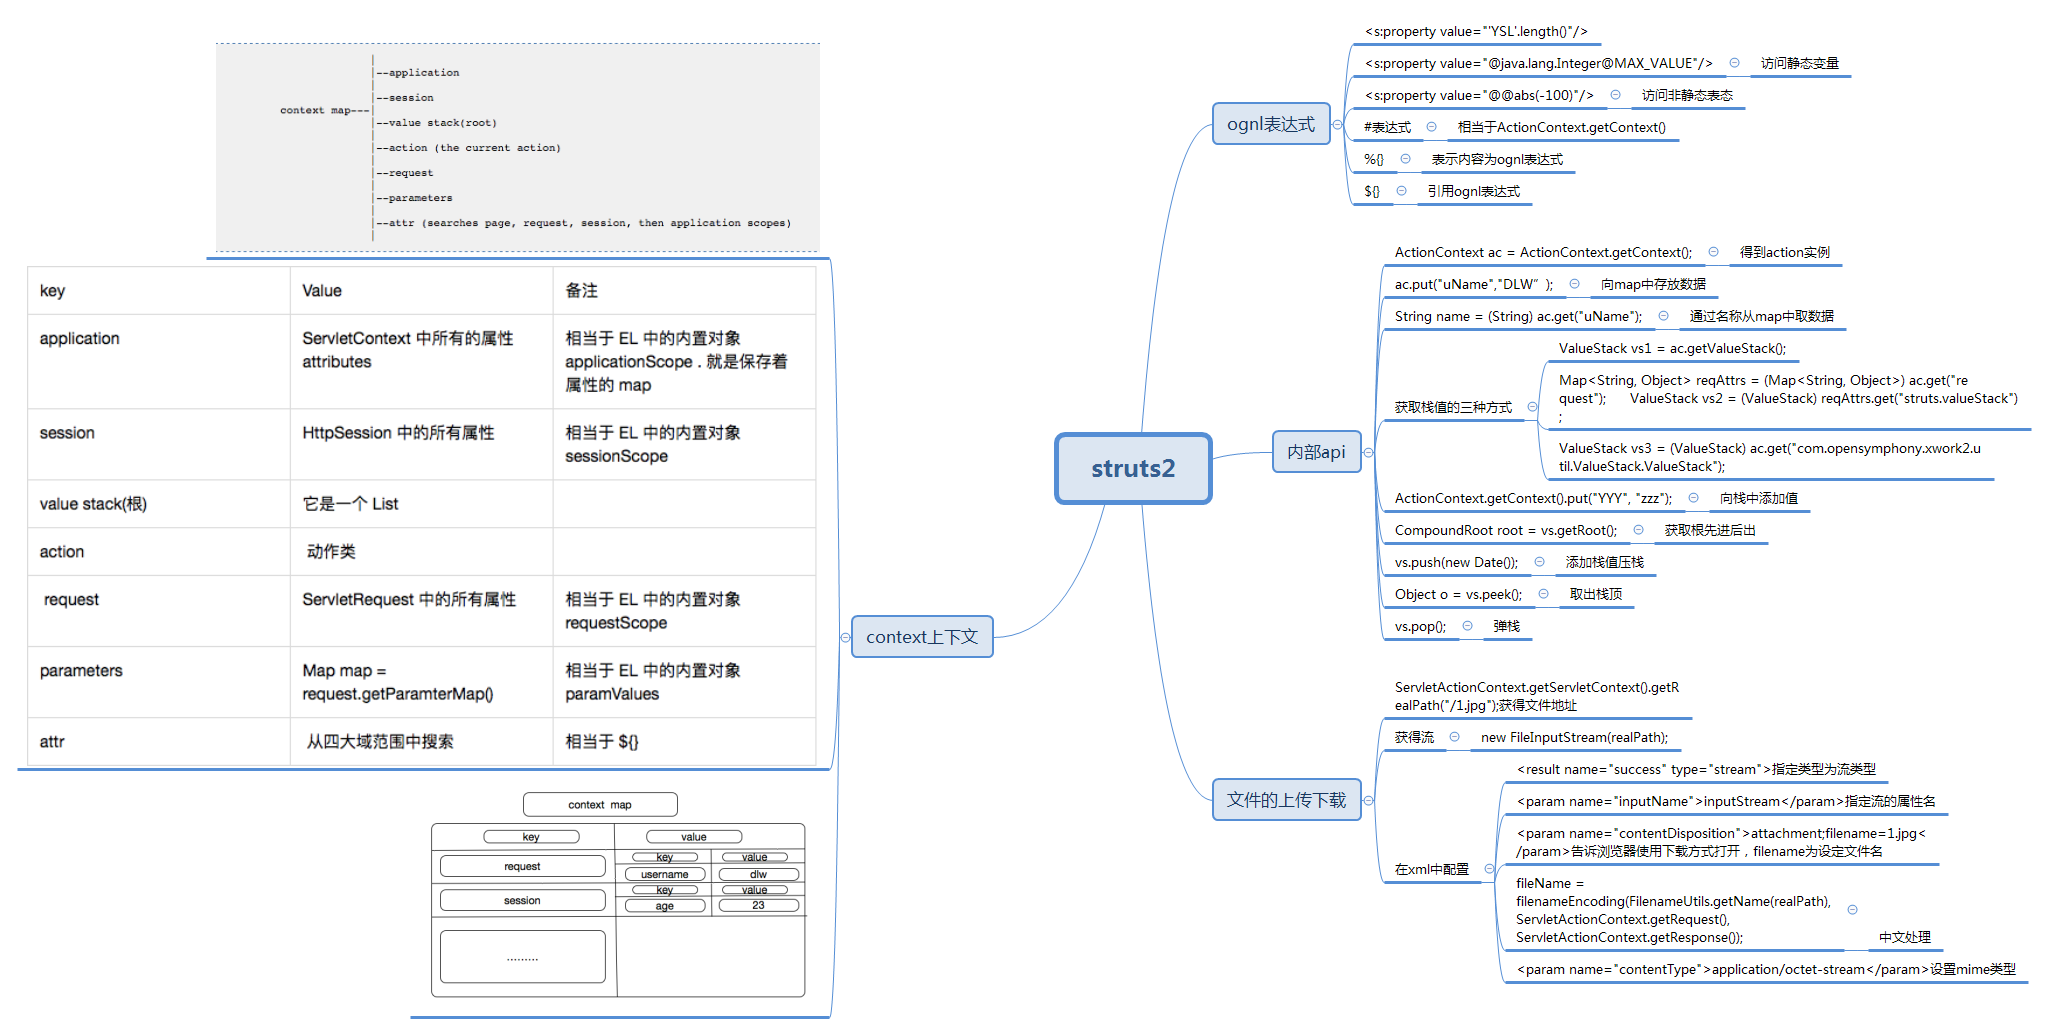 struts2
ognl表达式
<s:property value="'YSL'.length()"/>
<s:property value="@java.lang.Integer@MAX_VALUE"/>
访问静态变量
<s:property value="@@abs(-100)"/>
访问非静态表态
#表达式
相当于ActionContext.getContext()
%{}
表示内容为ognl表达式
${}
引用ognl表达式
内部api
ActionContext ac = ActionContext.getContext();
得到action实例
ac.put("uName","DLW" );
向map中存放数据
String name = (String) ac.get("uName");
通过名称从map中取数据
获取栈值的三种方式
ValueStack vs1 = ac.getValueStack();
Map<String, Object> reqAttrs = (Map<String, Object>) ac.get("re
quest");      ValueStack vs2 = (ValueStack) reqAttrs.get("struts.valueStack")
;
ValueStack vs3 = (ValueStack) ac.get("com.opensymphony.xwork2.u
til.ValueStack.ValueStack");
ActionContext.getContext().put("YYY", "zzz");
向栈中添加值
CompoundRoot root = vs.getRoot();
获取根先进后出
vs.push(new Date());
添加栈值压栈
Object o = vs.peek();
取出栈顶
vs.pop();
弹栈
文件的上传下载
ServletActionContext.getServletContext().getR
ealPath("/1.jpg");获得文件地址
获得流
new FileInputStream(realPath);
在xml中配置
<result name="success" type="stream">指定类型为流类型
<param name="inputName">inputStream</param>指定流的属性名
<param name="contentDisposition">attachment;filename=1.jpg<
/param>告诉浏览器使用下载方式打开，filename为设定文件名
fileName =
filenameEncoding(FilenameUtils.getName(realPath),
ServletActionContext.getRequest(),
ServletActionContext.getResponse());
中文处理
<param name="contentType">application/octet-stream</param>设置mime类型
context上下文
|--application
|--session
context map---|
|--value stack(root)
|--action (the current action)
|--request
|--parameters
|--attr (searches page, request, session, then application scopes)
key
Value
备注
application
ServletContext 中所有的属性
attributes
相当于 EL 中的内置对象
applicationScope . 就是保存着
属性的 map
session
HttpSession 中的所有属性
相当于 EL 中的内置对象
sessionScope
value stack(根)
它是一个 List
action
动作类
request
ServletRequest 中的所有属性
相当于 EL 中的内置对象
requestScope
parameters
Map map =
request.getParamterMap()
相当于 EL 中的内置对象
paramValues
attr
从四大域范围中搜索
相当于 ${}
context map
key
value
request
key
value
username
dlw
session
key
value
age
23
.........